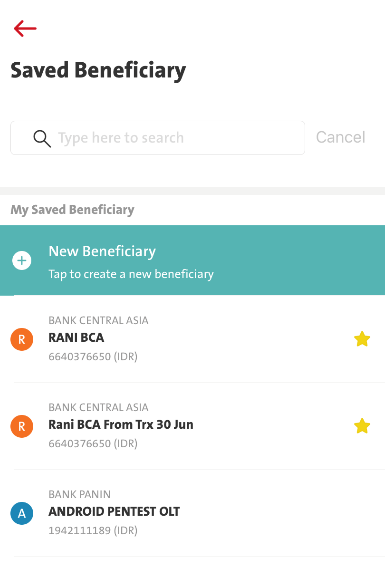 Saved Beneficiary
Type here to search
Cancel
My Saved Beneficiary
New Beneficiary
Tap to create a new beneficiary
BANK CENTRAL ASIA
R
RANI BCA
6640376650 (IDR)
BANK CENTRAL ASIA
R
Rani BCA From Trx 30 Jun
6640376650 (IDR)
BANK PANIN
A
ANDROID PENTEST OLT
1942111189 (IDR)